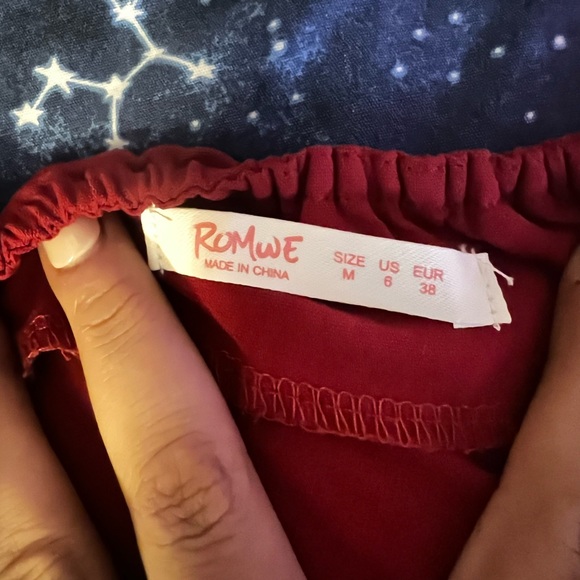 ROMWE
MADE IN CHINA
SIZE US EUR
M 6 38